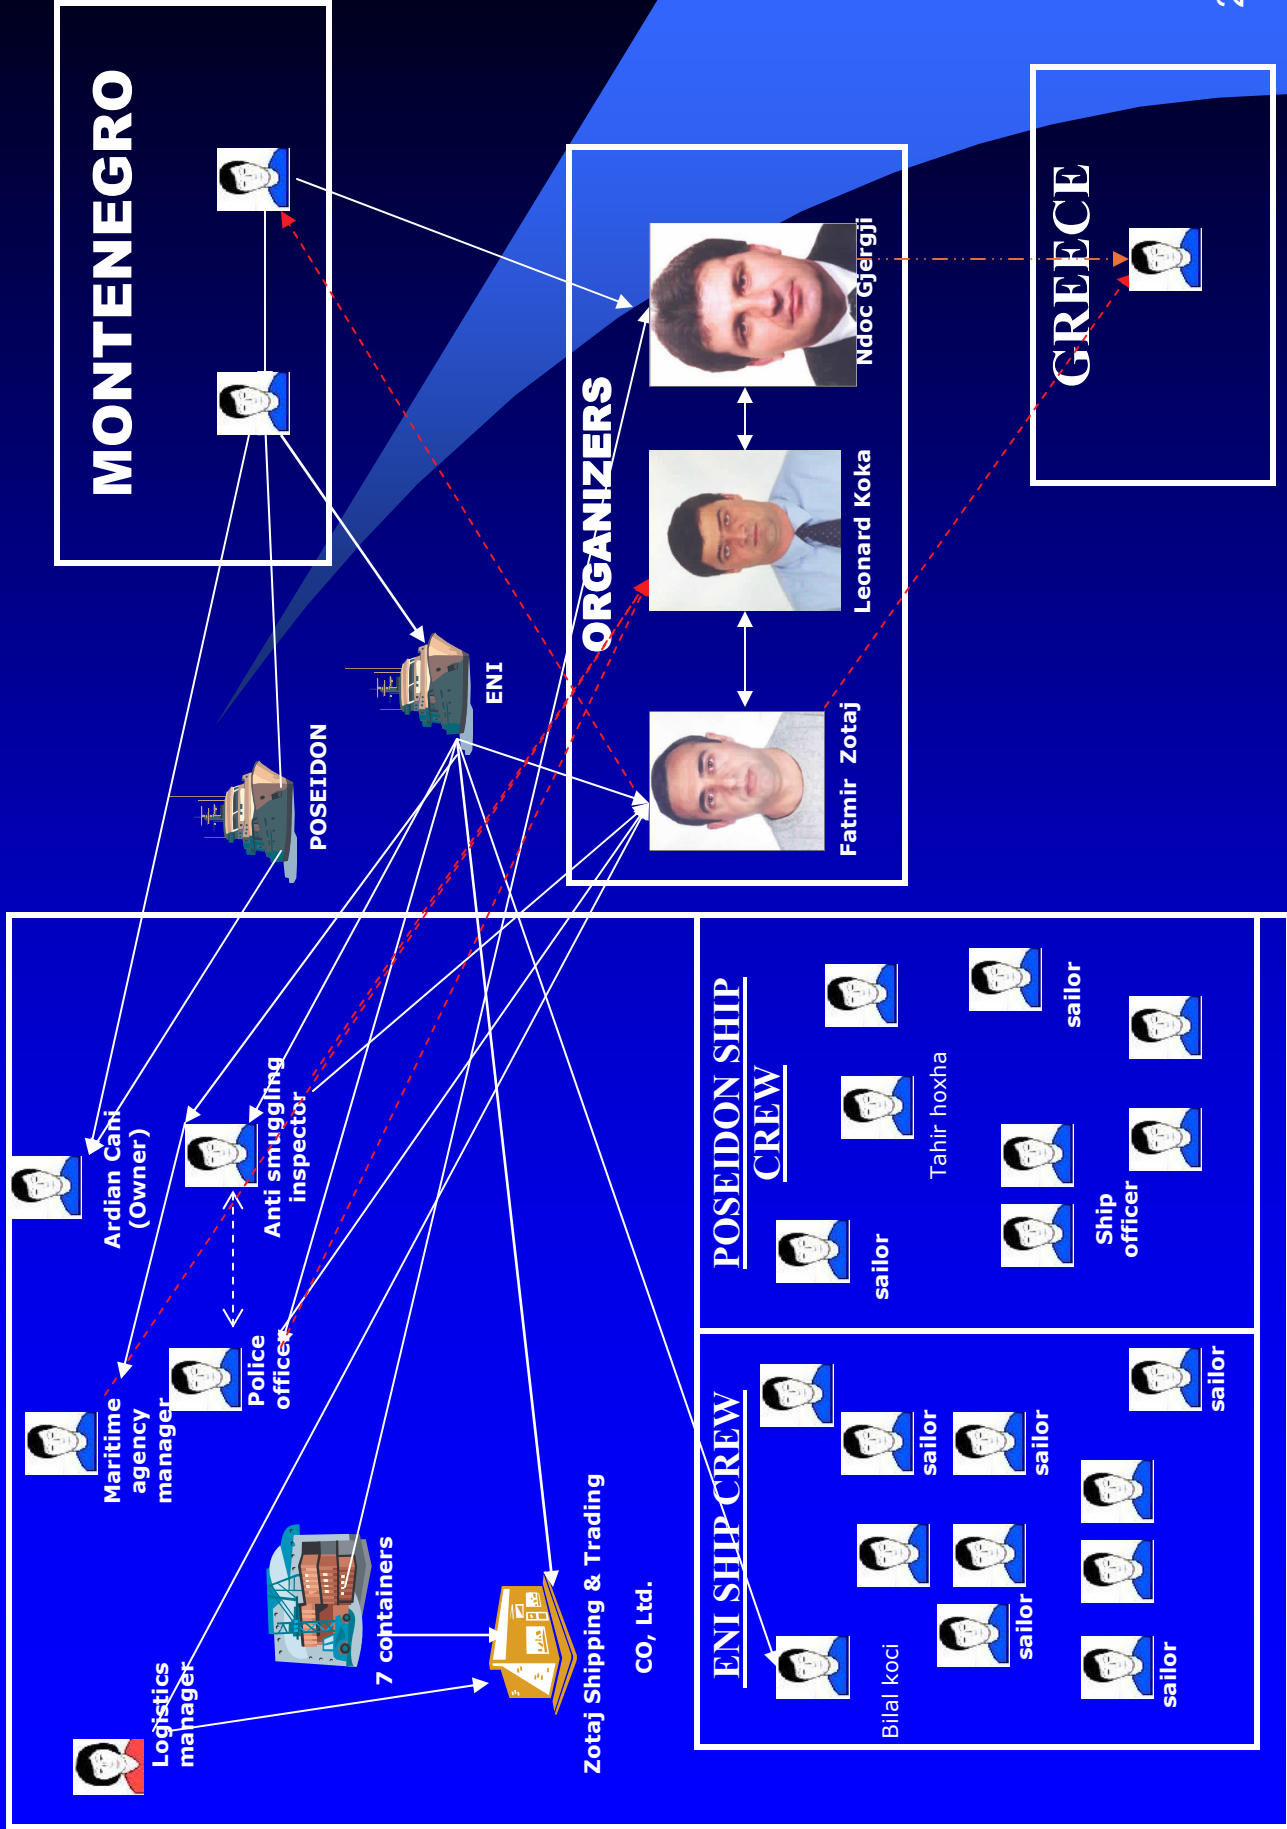 2
MONTENEGRO
ORGANIZERS
GREECE
Ndoc Gjergji
Leonard Koka
Fatmir Zotaj
ENI
POSEIDON
Ardian Cani
(Owner)
Anti smuggling
inspector
Police
officer
Maritime
agency
manager
Logistics
manager
7 containers
Zotaj Shipping & Trading
CO, Ltd.
POSEIDON SHIP
CREW
sailor
Tahir hoxha
sailor
Ship
officer
ENI SHIP CREW
sailor
sailor
sailor
Bilal koci
sailor
sailor